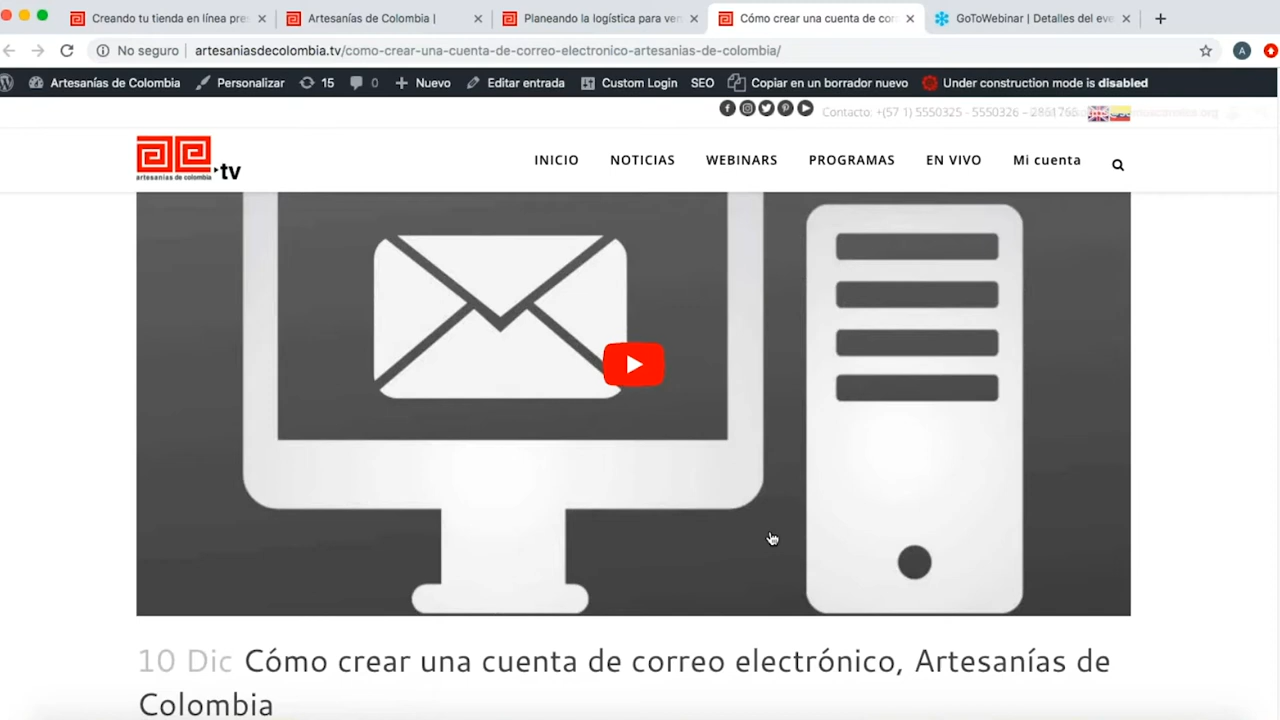 Creando tu tienda en línea pre
Artesanías de Colombia |
Planeando la logística para ven
Cómo crear una cuenta de cor
GoToWebinar | Detalles del eve
No seguro | artesaniasdecolombia.tv/como-crear-una-cuenta-de-correo-electronico-artesanias-de-colombia/
A
Artesanías de Colombia Personalizar 15 0 Nuevo Editar entrada Custom Login SEO Copiar en un borrador nuevo Under construction mode is disabled
Contacto: +(57 1) 5550325 - 5550326 – 2861766
artesanías de colombia
tv
INICIO NOTICIAS WEBINARS PROGRAMAS EN VIVO Mi cuenta
10 Dic Cómo crear una cuenta de correo electrónico, Artesanías de
Colombia